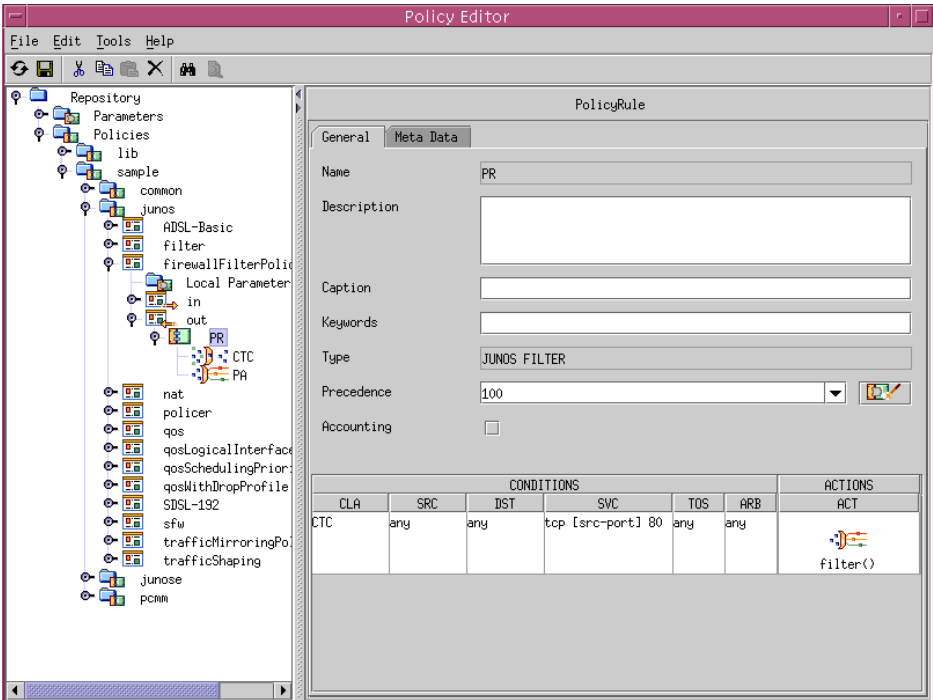 Policy Editor
File Edit Tools Help
Repository
Parameters
Policies
lib
sample
common
junos
ADSL-Basic
filter
firewallFilterPolic
Local Parameter
in
out
PR
CTC
PA
nat
policer
qos
qosLogicalInterface
qosSchedulingPriori
qosWithDropProfile
SDSL-192
sfw
trafficMirroringPol
trafficShaping
junose
pcmm
PolicyRule
General Meta Data
Name PR
Description
Caption
Keywords
Type JUNOS FILTER
Precedence 100
Accounting
CONDITIONS ACTIONS
CLA SRC DST SVC TOS ARB ACT
CTC any any tcp [src-port] 80 any any
filter()